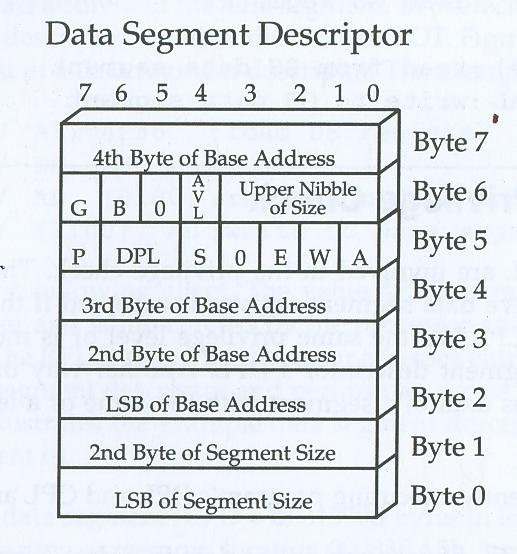 Data Segment Descriptor
7 6 5 4 3 2 1 0
4th Byte of Base Address Byte 7
G B 0 AVL Upper Nibble of Size Byte 6
P DPL S 0 E W A Byte 5
3rd Byte of Base Address Byte 4
2nd Byte of Base Address Byte 3
LSB of Base Address Byte 2
2nd Byte of Segment Size Byte 1
LSB of Segment Size Byte 0